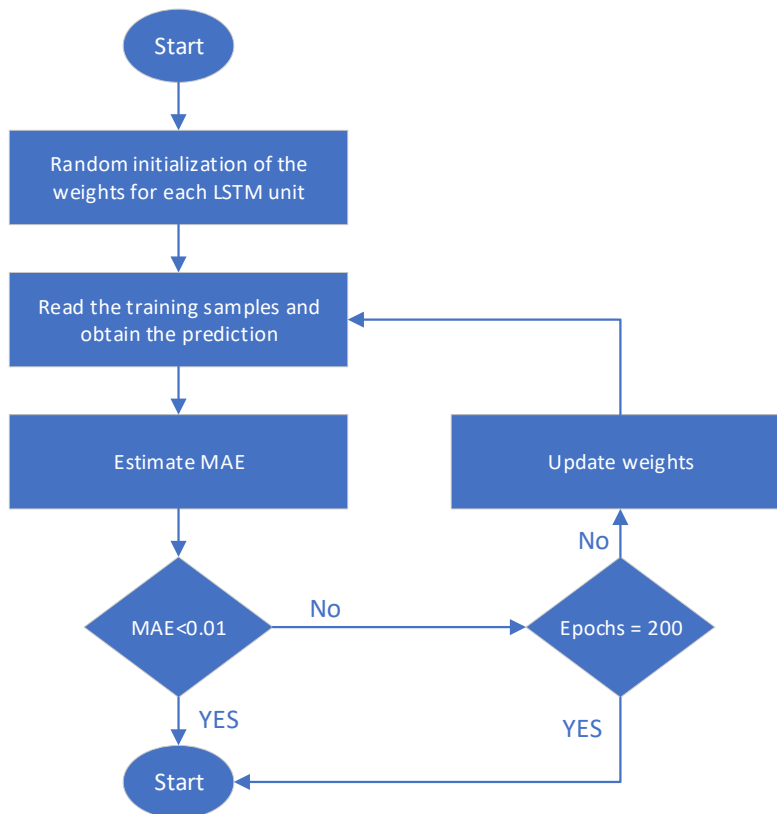 Start
Random initialization of the
weights for each LSTM unit
Read the training samples and
obtain the prediction
Estimate MAE
Update weights
No
MAE<0.01
No
Epochs = 200
YES
YES
Start